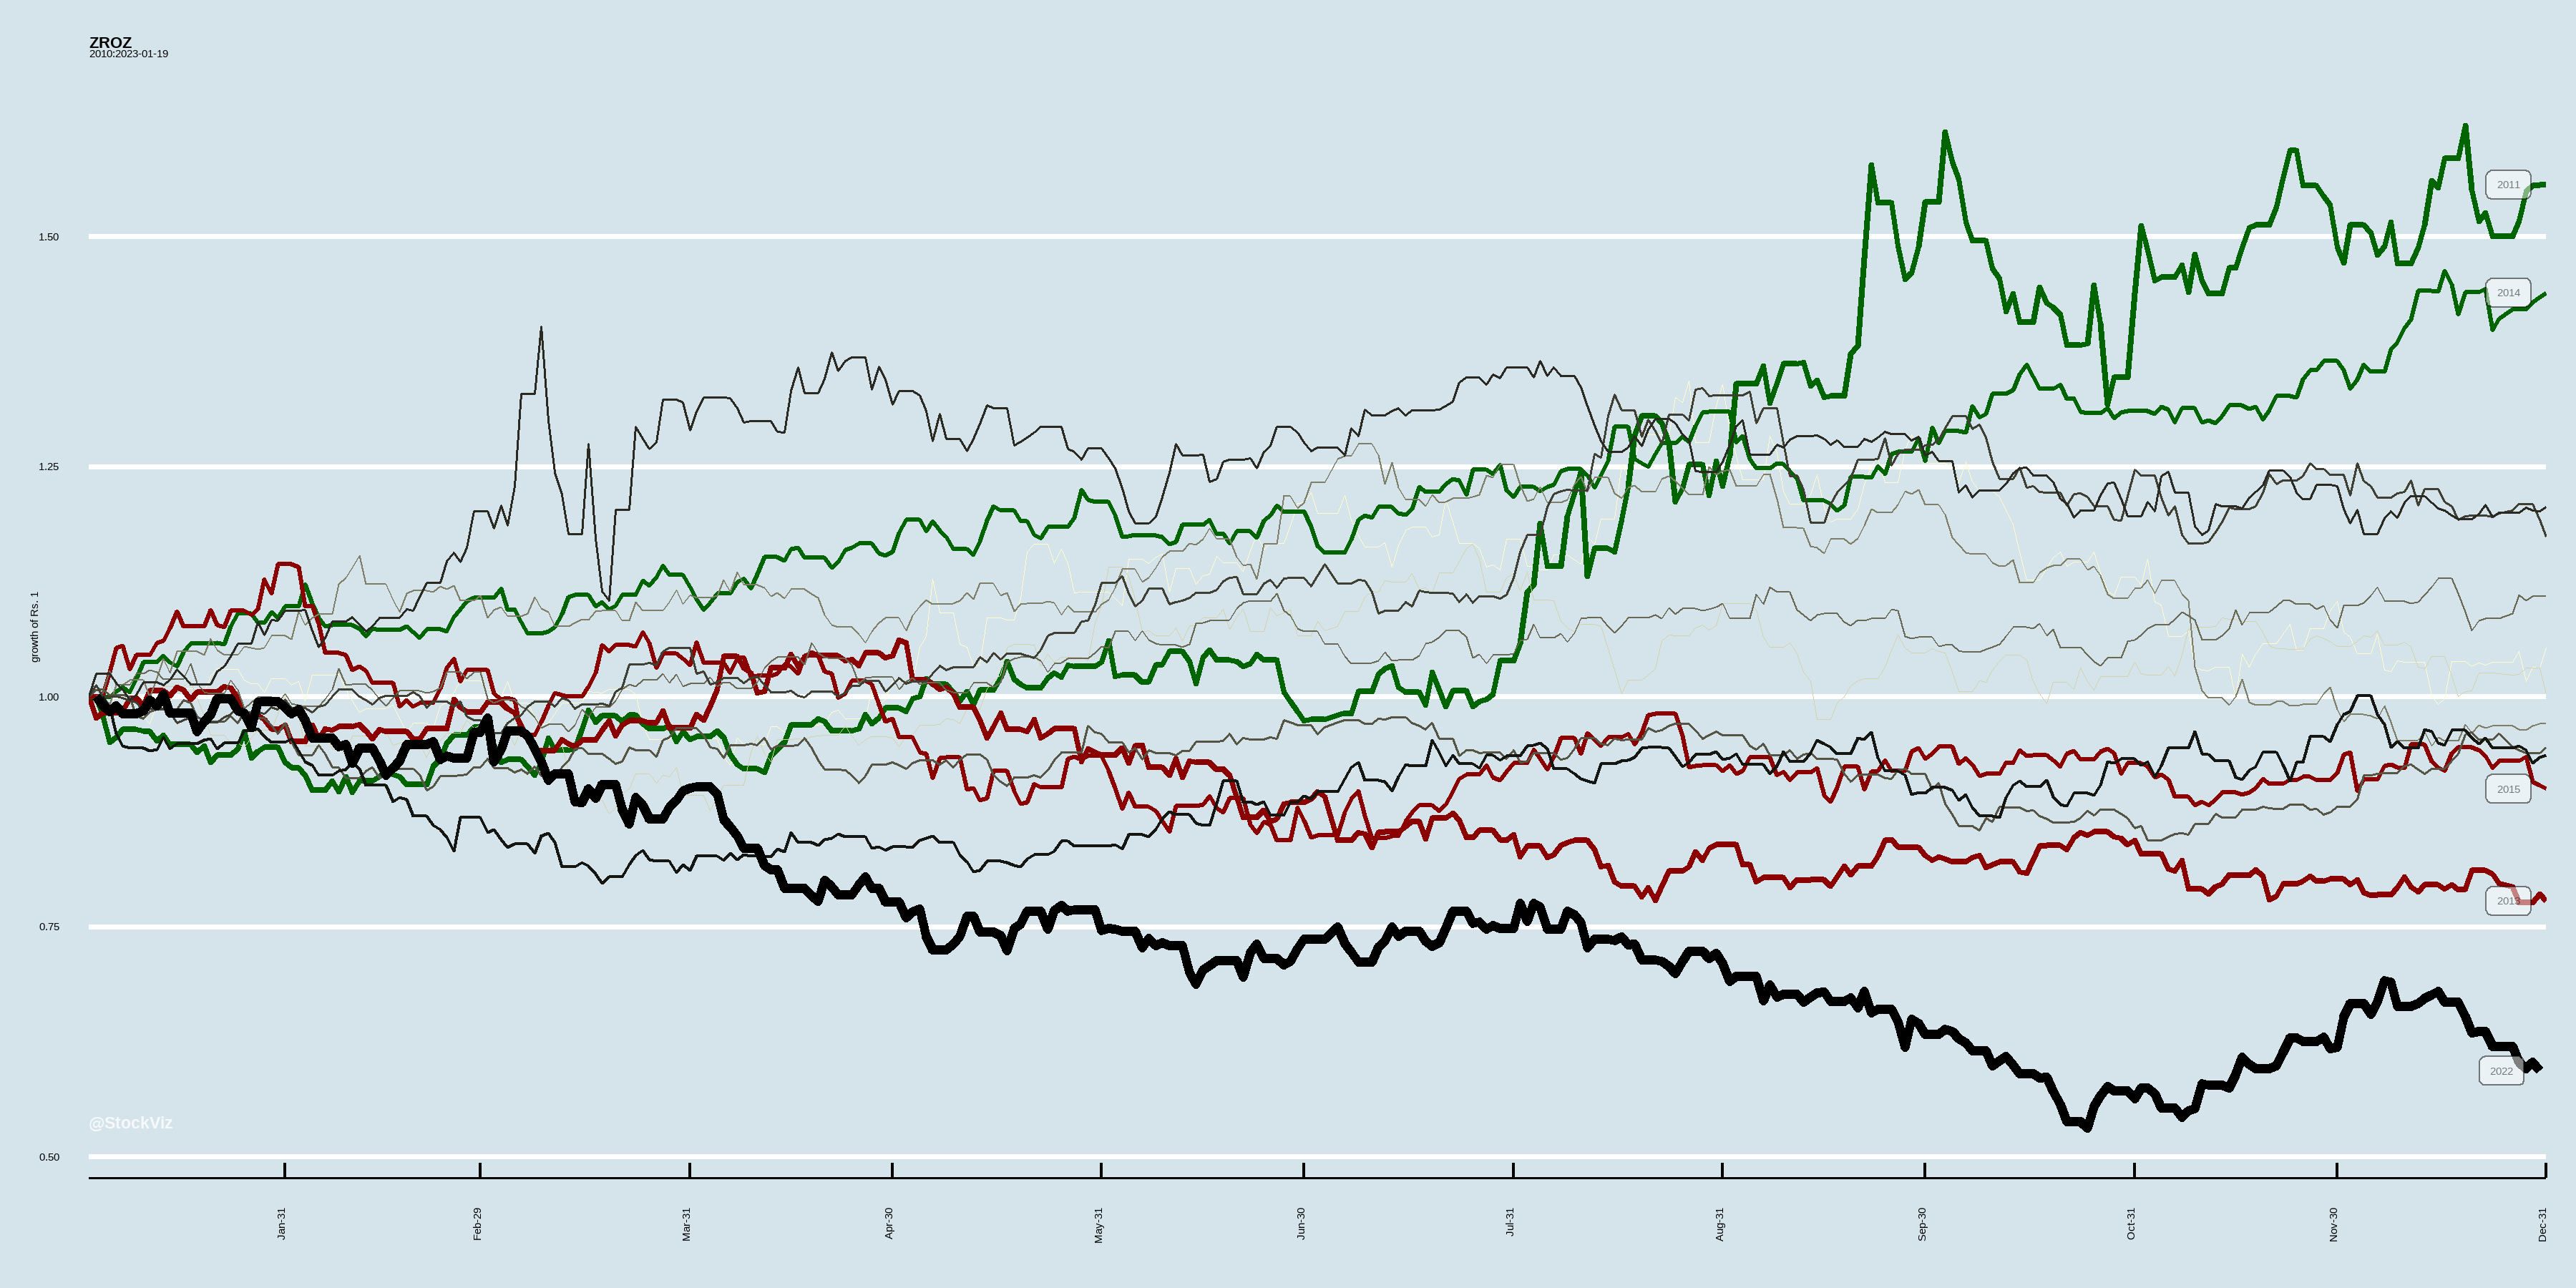 ZROZ
2010:2023-01-19
growth of Rs. 1
1.50
1.25
1.00
0.75
0.50
2011
2014
2015
2013
2022
@StockViz
Jan-31
Feb-29
Mar-31
Apr-30
May-31
Jun-30
Jul-31
Aug-31
Sep-30
Oct-31
Nov-30
Dec-31